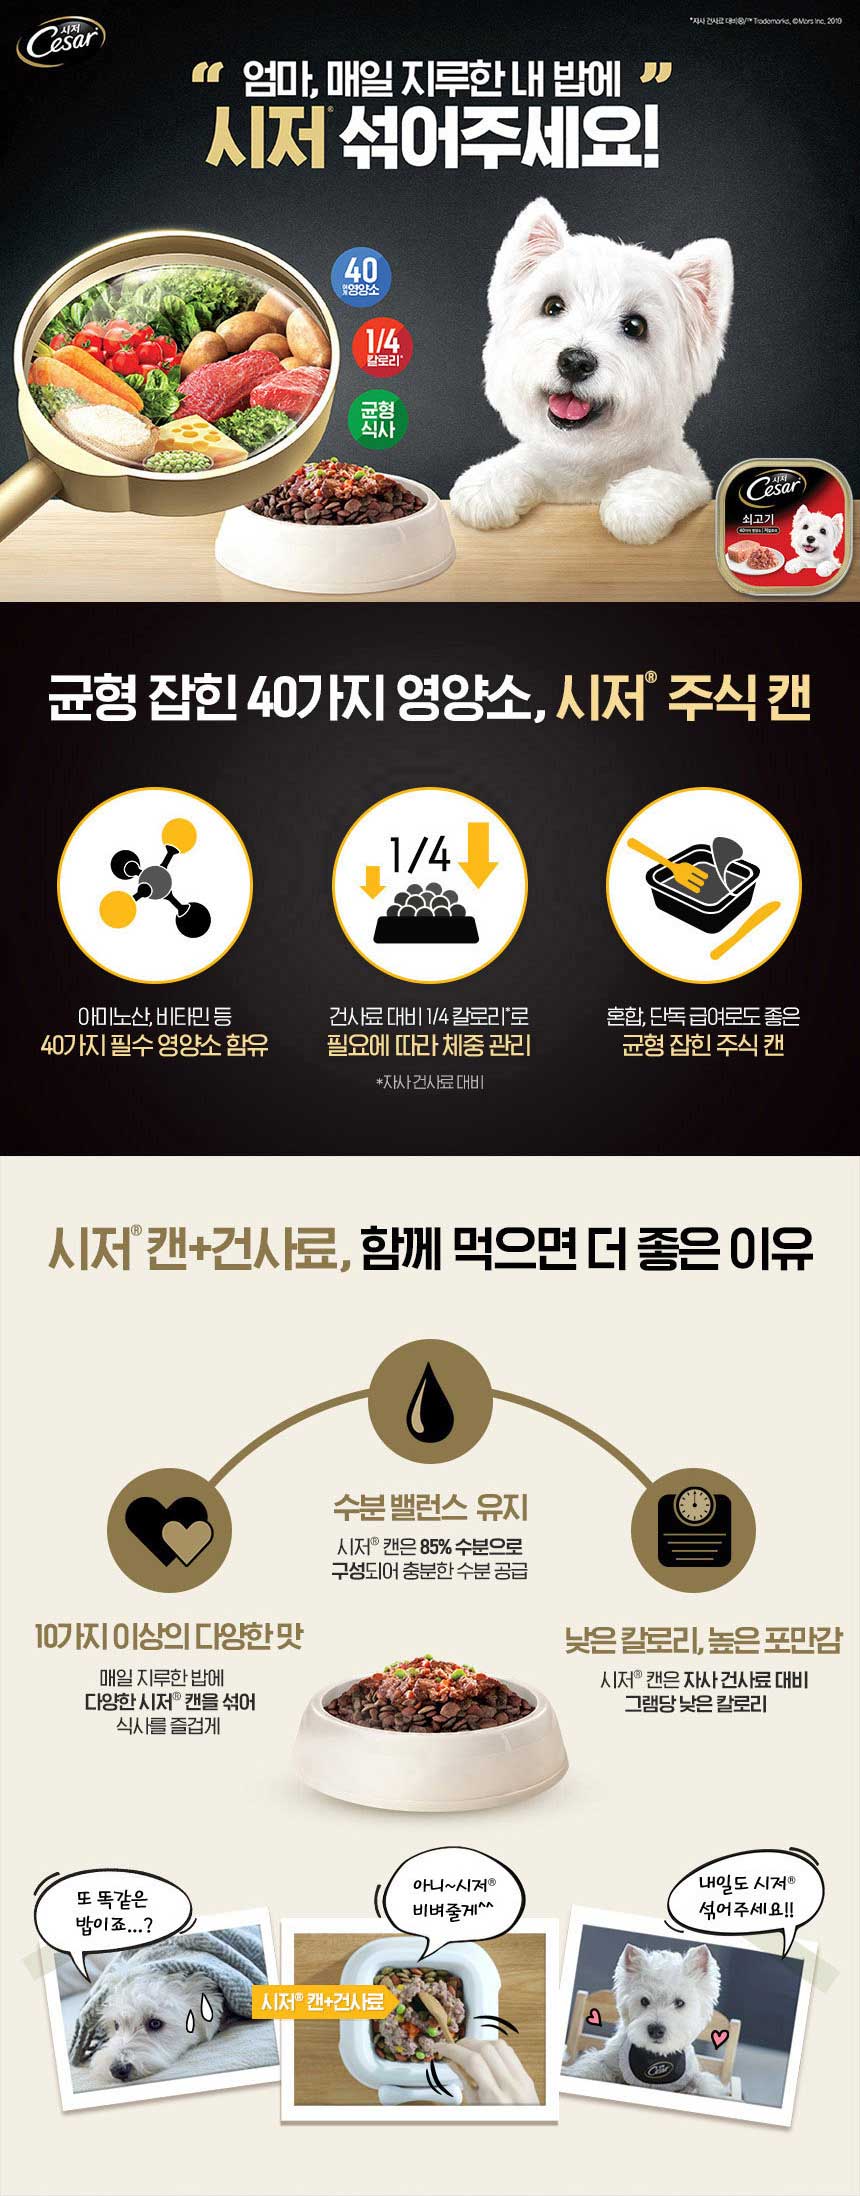 시저
Cesar
*자사 건사료 대비®/™ Trademarks, ©Mars Inc. 2019
“ 엄마, 매일 지루한 내 밥에 ”
시저® 섞어주세요!
40
여개 영양소
1/4
칼로리*
균형
식사
시저
Cesar
쇠고기
균형 잡힌 40가지 영양소, 시저® 주식 캔
1/4
아미노산, 비타민 등
40가지 필수 영양소 함유
건사료 대비 1/4 칼로리*로
필요에 따라 체중 관리
*자사 건사료 대비
혼합, 단독 급여로도 좋은
균형 잡힌 주식 캔
시저® 캔+건사료, 함께 먹으면 더 좋은 이유
수분 밸런스 유지
시저® 캔은 85% 수분으로
구성되어 충분한 수분 공급
10가지 이상의 다양한 맛
매일 지루한 밥에
다양한 시저® 캔을 섞어
식사를 즐겁게
낮은 칼로리, 높은 포만감
시저® 캔은 자사 건사료 대비
그램당 낮은 칼로리
또 똑같은
밥이죠...?
아니~시저®
비벼줄게^^
내일도 시저®
섞어주세요!!
시저® 캔+건사료
Cesar